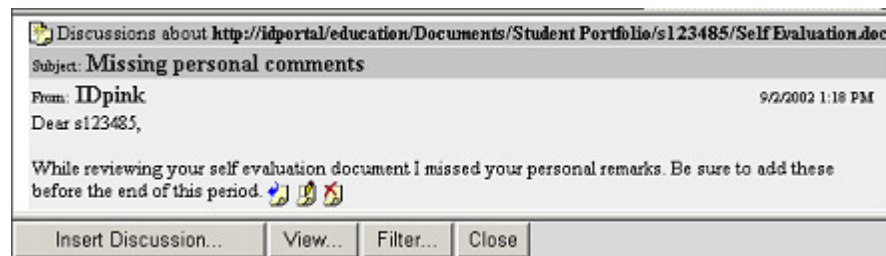 Discussions about http://idportal/education/Documents/Student Portfolio/s123485/Self Evaluation.doc
Subject: Missing personal comments
From: IDpink 9/2/2002 1:18 PM
Dear s123485,
While reviewing your self evaluation document I missed your personal remarks. Be sure to add these
before the end of this period.
Insert Discussion... View... Filter... Close